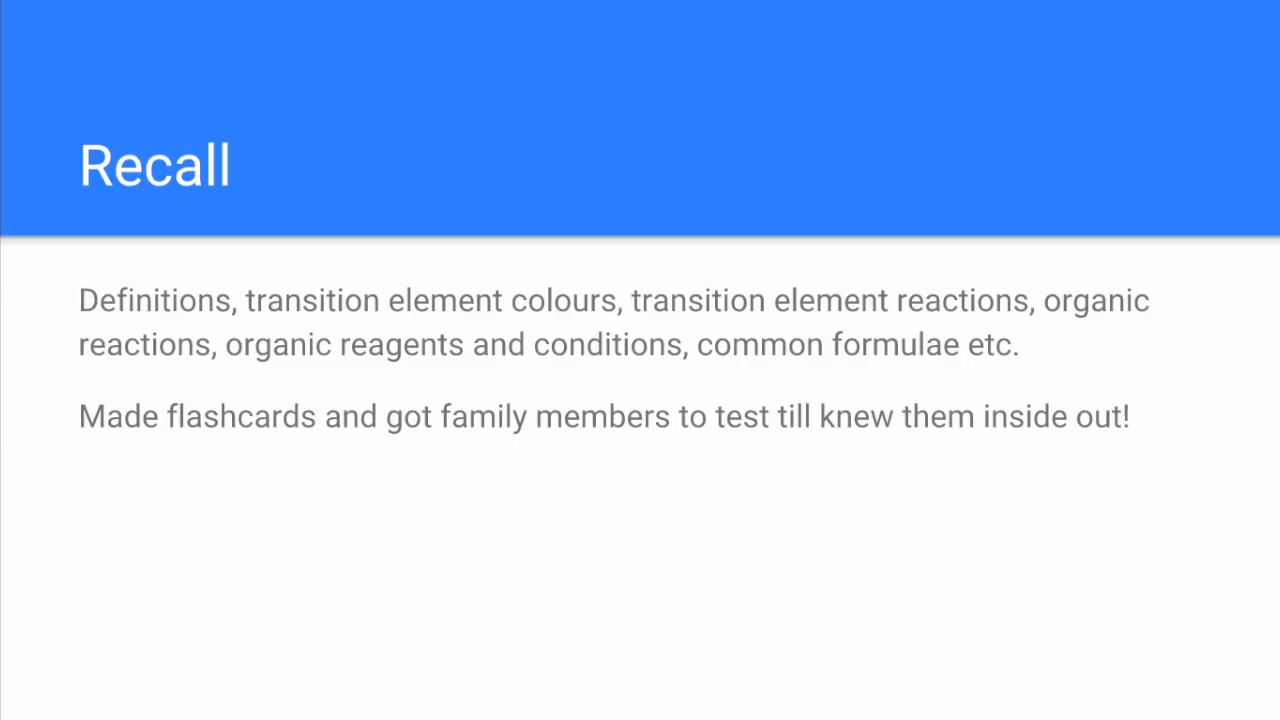 Recall
Definitions, transition element colours, transition element reactions, organic
reactions, organic reagents and conditions, common formulae etc.
Made flashcards and got family members to test till knew them inside out!